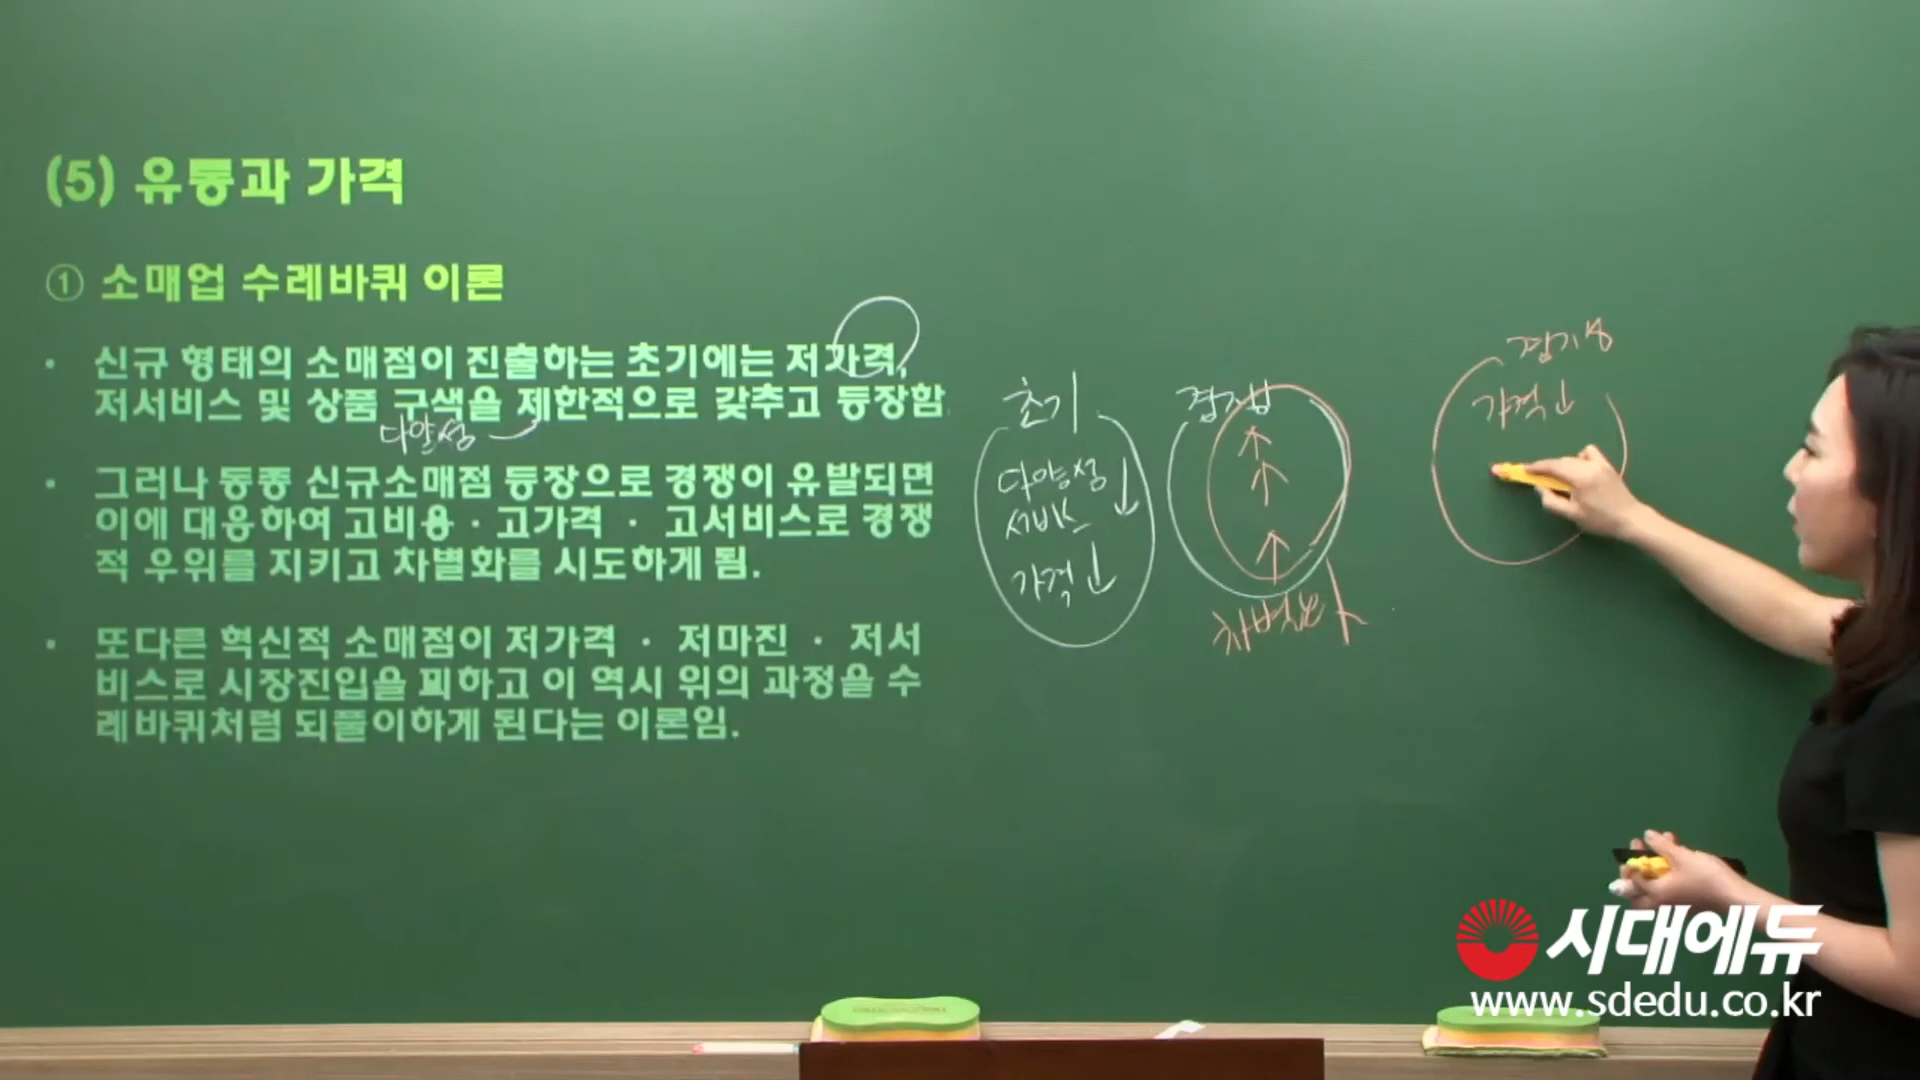 (5) 유통과 가격
① 소매업 수레바퀴 이론
• 신규 형태의 소매점이 진출하는 초기에는 저가격,
저서비스 및 상품 구색을 제한적으로 갖추고 등장함
다양성
• 그러나 동종 신규소매점 등장으로 경쟁이 유발되면
이에 대응하여 고비용 · 고가격 · 고서비스로 경쟁
적 우위를 지키고 차별화를 시도하게 됨.
• 또다른 혁신적 소매점이 저가격 · 저마진 · 저서
비스로 시장진입을 꾀하고 이 역시 위의 과정을 수
레바퀴처럼 되풀이하게 된다는 이론임.
초기
다양성 ↓
서비스
가격 ↓
↑
↑
↑
가격 ↓
시대에듀
www.sdedu.co.kr